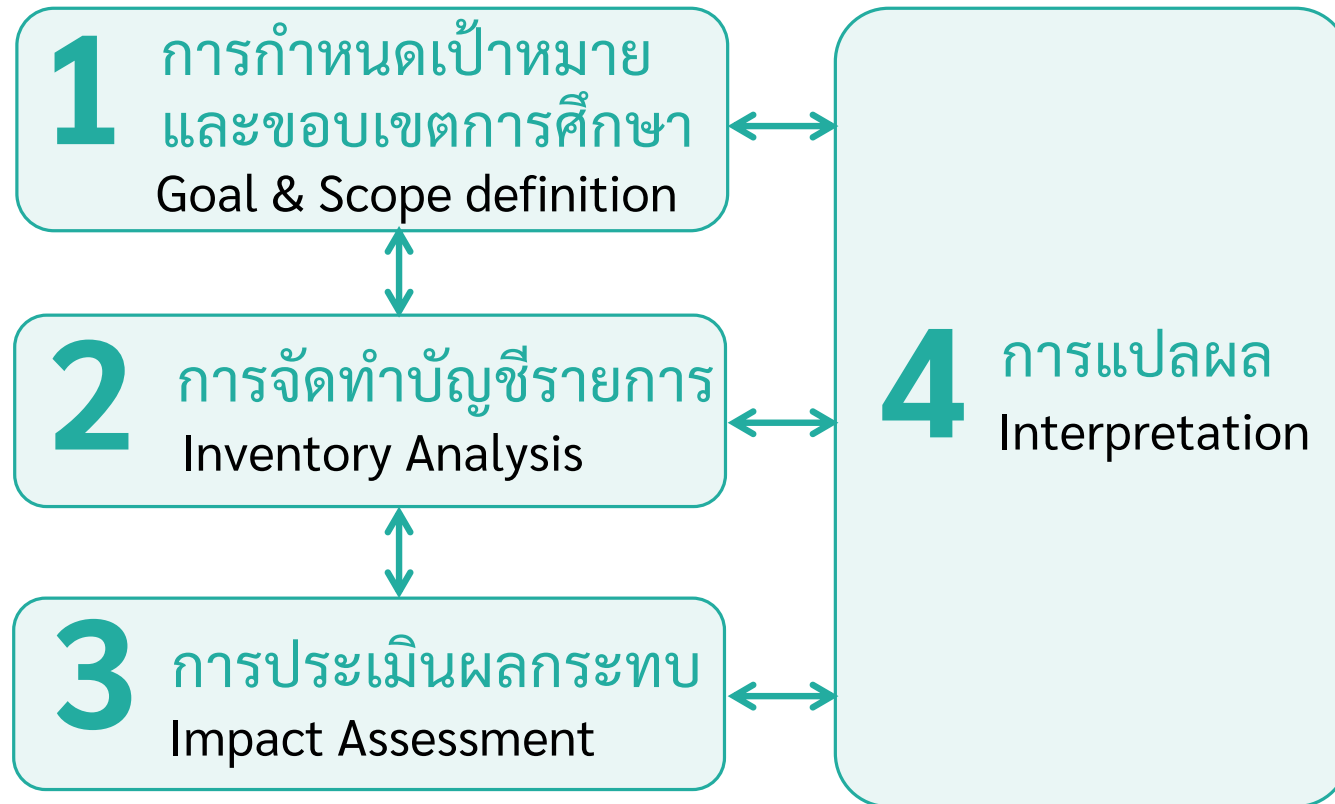 1
การกำหนดเป้าหมาย
และขอบเขตการศึกษา
Goal & Scope definition
2
การจัดทำบัญชีรายการ
Inventory Analysis
3
การประเมินผลกระทบ
Impact Assessment
4
การแปลผล
Interpretation